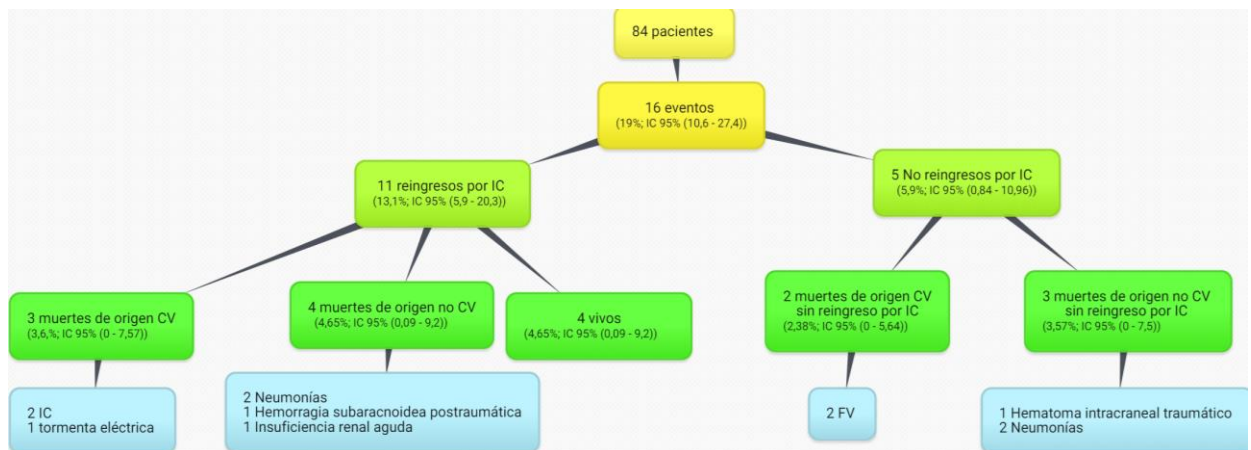 84 pacientes
16 eventos
(19%; IC 95% (10,6 - 27,4))
11 reingresos por IC
(13,1%; IC 95% (5,9 - 20,3))
5 No reingresos por IC
(5,9%; IC 95% (0,84 - 10,96))
3 muertes de origen CV
(3,6,%; IC 95% (0 - 7,57))
4 muertes de origen no CV
(4,65%; IC 95% (0,09 - 9,2))
4 vivos
(4,65%; IC 95% (0,09 - 9,2))
2 muertes de origen CV
sin reingreso por IC
(2,38%; IC 95% (0 - 5,64))
3 muertes de origen no CV
sin reingreso por IC
(3,57%; IC 95% (0 - 7,5))
2 IC
1 tormenta eléctrica
2 Neumonías
1 Hemorragia subaracnoidea postraumática
1 Insuficiencia renal aguda
2 FV
1 Hematoma intracraneal traumático
2 Neumonías